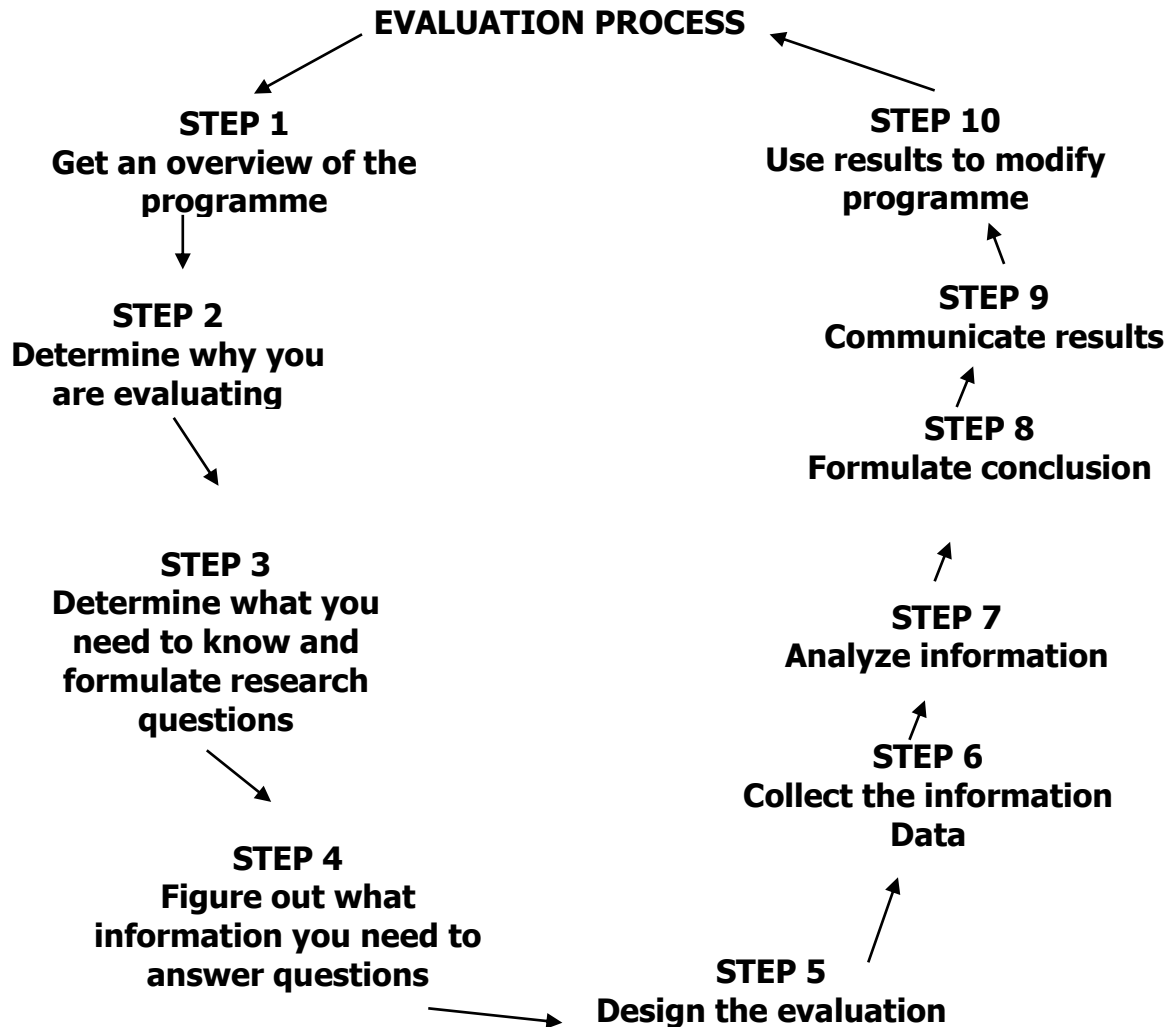 EVALUATION PROCESS
STEP 1
Get an overview of the
programme
STEP 2
Determine why you
are evaluating
STEP 3
Determine what you
need to know and
formulate research
questions
STEP 4
Figure out what
information you need to
answer questions
STEP 5
Design the evaluation
STEP 6
Collect the information
Data
STEP 7
Analyze information
STEP 8
Formulate conclusion
STEP 9
Communicate results
STEP 10
Use results to modify
programme